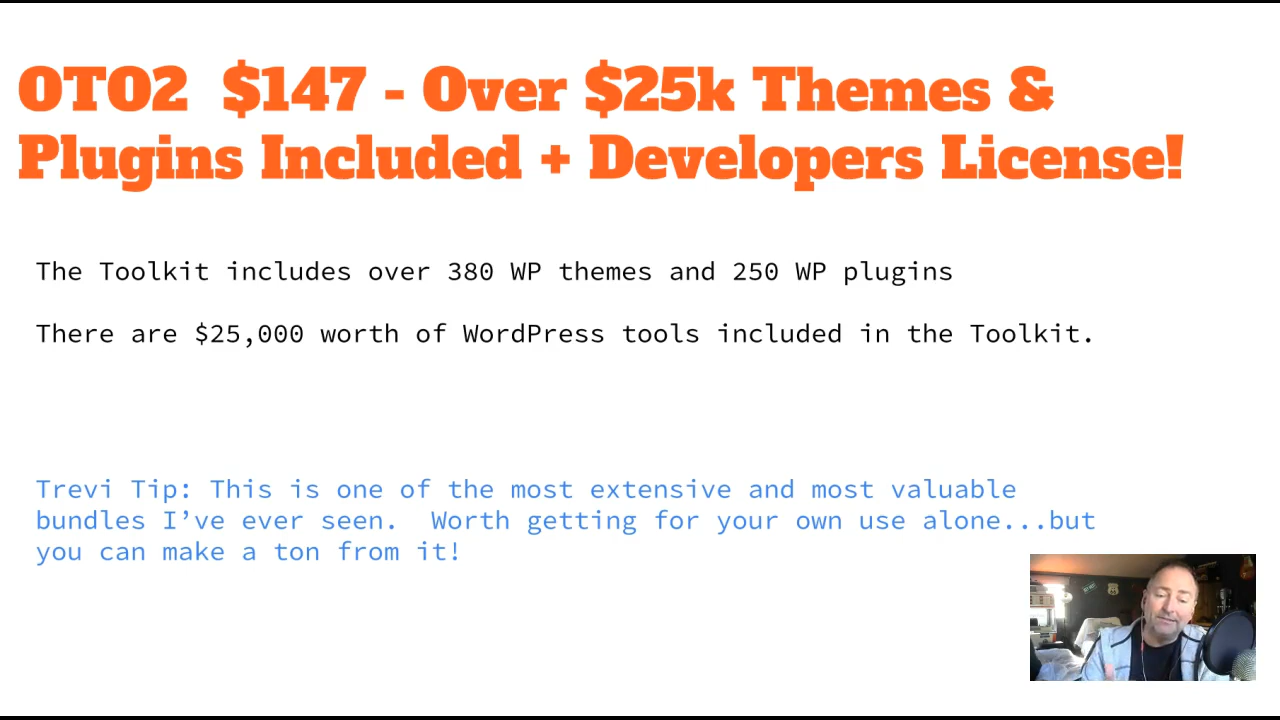 OTO2 $147 - Over $25k Themes &
Plugins Included + Developers License!
The Toolkit includes over 380 WP themes and 250 WP plugins
There are $25,000 worth of WordPress tools included in the Toolkit.
Trevi Tip: This is one of the most extensive and most valuable
bundles I’ve ever seen. Worth getting for your own use alone...but
you can make a ton from it!